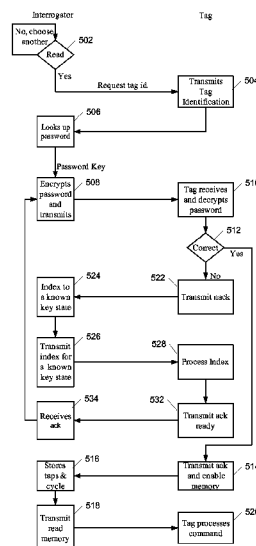 Interrogator
Tag
No, choose
another
502
Read
Yes
Request tag id.
Transmits
Tag
Identification
504
506
Looks up
password
Password Key
Encrypts
password
and
transmits
508
Tag receives
and decrypts
password
510
512
Correct
Yes
No
524
Index to
a known
key state
522
Transmit nack
526
Transmit
index for
a known
key state
528
Process Index
534
Receives
ack
532
Transmit ack
ready
516
Stores
taps &
cycle
Transmit ack
and enable
memory
514
518
Transmit
read
memory
Tag processes
command
520